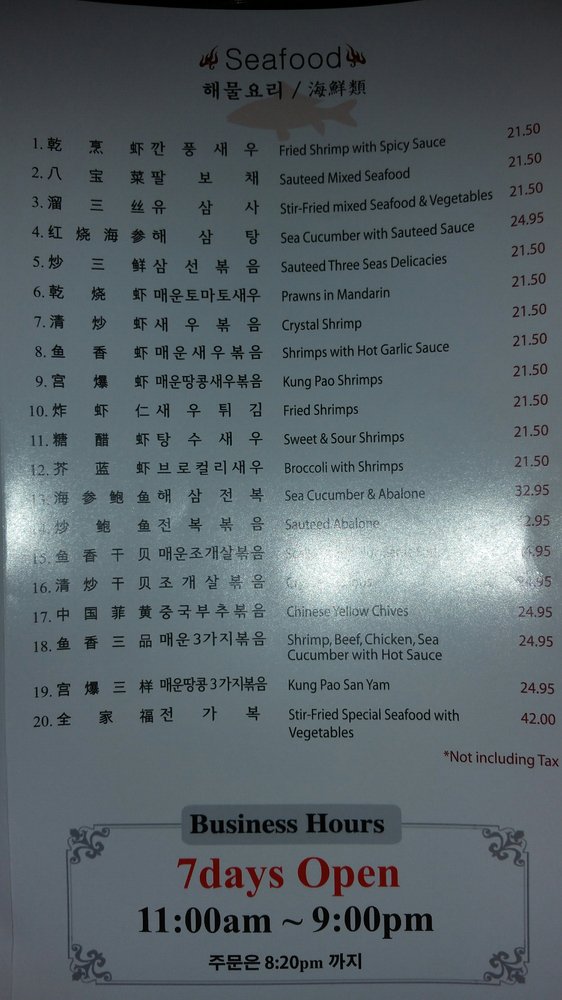 Seafood
해물요리 / 海鮮類
1. 乾烹虾 깐풍새우 Fried Shrimp with Spicy Sauce 21.50
2. 八宝菜 팔보채 Sauteed Mixed Seafood 21.50
3. 溜三丝 유삼사 Stir-Fried mixed Seafood & Vegetables 21.50
4. 红烧海参 해삼탕 Sea Cucumber with Sauteed Sauce 24.95
5. 炒三鲜 삼선볶음 Sauteed Three Seas Delicacies 21.50
6. 乾烧虾 매운토마토새우 Prawns in Mandarin 21.50
7. 清炒虾 새우볶음 Crystal Shrimp 21.50
8. 鱼香虾 매운새우볶음 Shrimps with Hot Garlic Sauce 21.50
9. 宫爆虾 매운땅콩새우볶음 Kung Pao Shrimps 21.50
10. 炸虾仁 새우튀김 Fried Shrimps 21.50
11. 糖醋虾 탕수새우 Sweet & Sour Shrimps 21.50
12. 芥蓝虾 브로컬리새우 Broccoli with Shrimps 21.50
13. 海参鲍鱼 해삼전복 Sea Cucumber & Abalone 32.95
14. 炒鲍鱼 전복볶음 Sauteed Abalone
15. 鱼香干贝 매운조개살볶음
16. 清炒干贝 조개살볶음 24.95
17. 中国菲黄 중국부추볶음 Chinese Yellow Chives 24.95
18. 鱼香三品 매운3가지볶음 Shrimp, Beef, Chicken, Sea 24.95
Cucumber with Hot Sauce
19. 宫爆三样 매운땅콩3가지볶음 Kung Pao San Yam 24.95
20. 全家福 전가복 Stir-Fried Special Seafood with 42.00
Vegetables
*Not including Tax
Business Hours
7days Open
11:00am ~ 9:00pm
주문은 8:20pm 까지